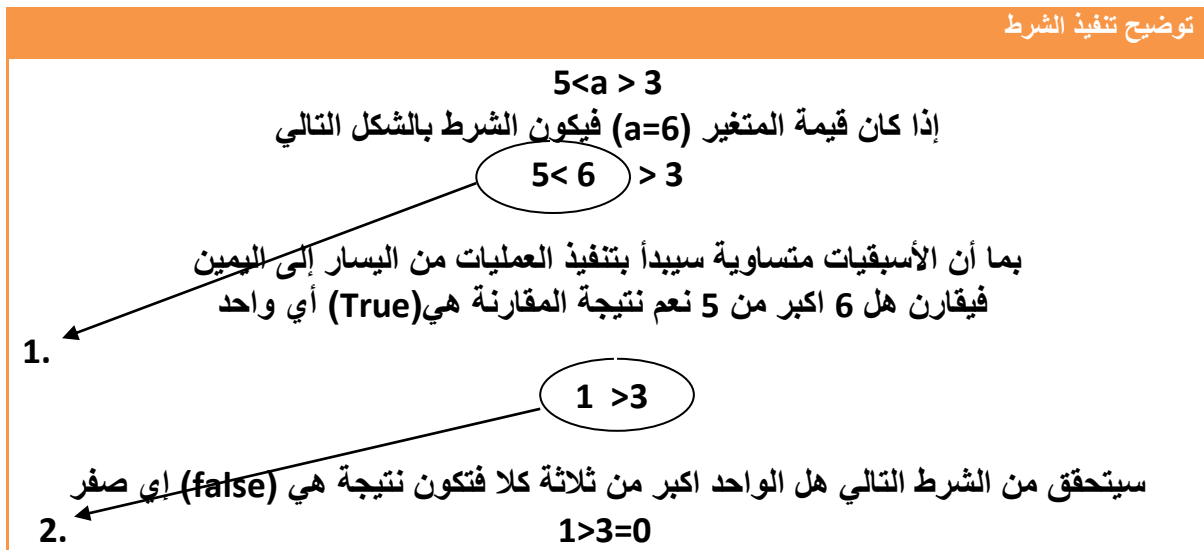 توضيح تنفيذ الشرط
5<a > 3
إذا كان قيمة المتغير (a=6) فيكون الشرط بالشكل التالي
5< 6 > 3
بما أن الأسبقيات متساوية سيبدأ بتنفيذ العمليات من اليسار إلى اليمين
فيقارن هل 6 اكبر من 5 نعم نتيجة المقارنة هي(True) أي واحد
1.
1 >3
سيتحقق من الشرط التالي هل الواحد اكبر من ثلاثة كلا فتكون نتيجة هي (false) إي صفر
2. 1>3=0